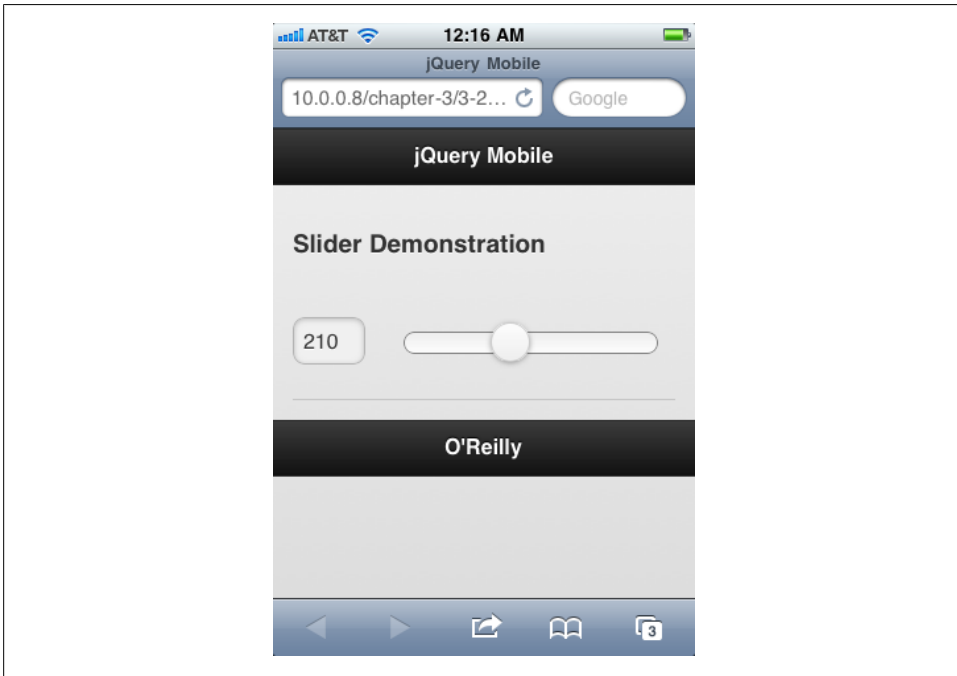 AT&T 12:16 AM
jQuery Mobile
10.0.0.8/chapter-3/3-2... Google
jQuery Mobile
Slider Demonstration
210
O'Reilly
3